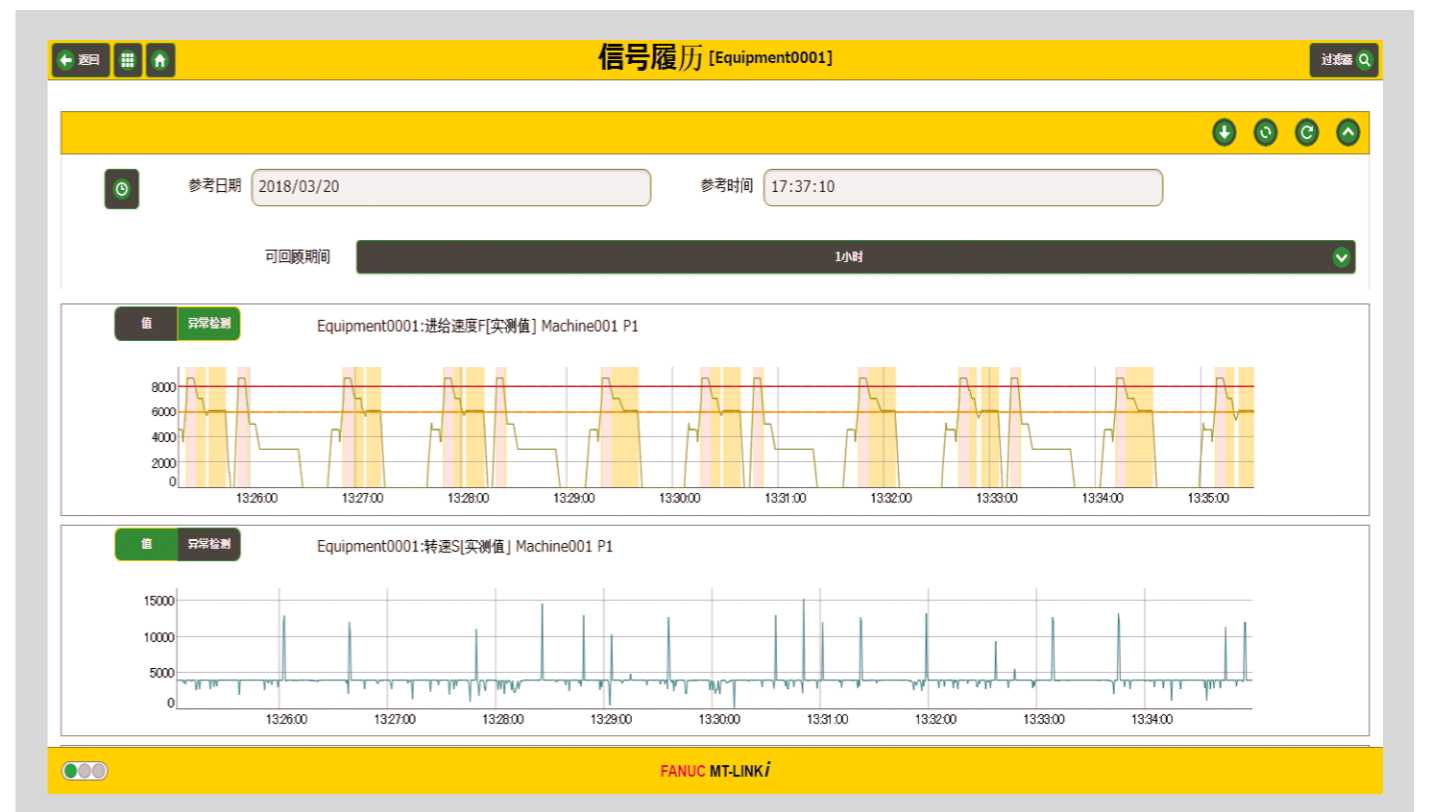 返回 信号履历 [Equipment0001] 过滤器
参考日期 2018/03/20 参考时间 17:37:10
可回顾期间 1小时
值 异常检测 Equipment0001:进给速度F[实测值] Machine001 P1
8000
6000
4000
2000
0
13:26:00 13:27:00 13:28:00 13:29:00 13:30:00 13:31:00 13:32:00 13:33:00 13:34:00 13:35:00
值 异常检测 Equipment0001:转速S[实测值] Machine001 P1
15000
10000
5000
0
13:26:00 13:27:00 13:28:00 13:29:00 13:30:00 13:31:00 13:32:00 13:33:00 13:34:00
FANUC MT-LINKi